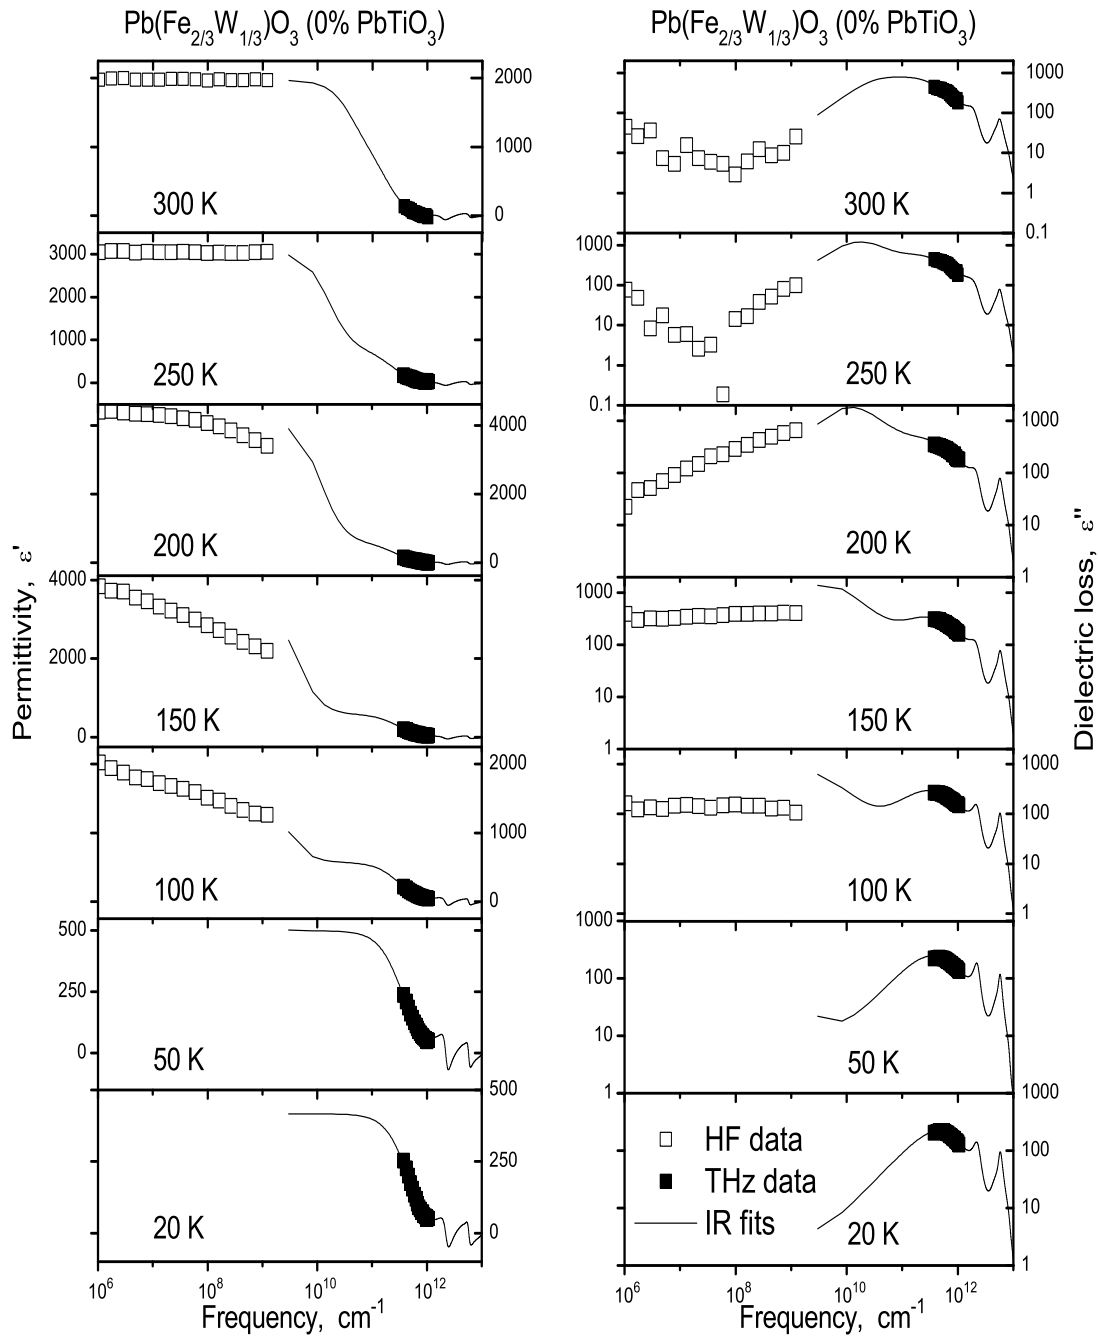 Pb(Fe2/3W1/3)O3 (0% PbTiO3)
2000
1000
0
300 K
3000
2000
1000
0
250 K
4000
2000
0
200 K
4000
2000
0
150 K
2000
1000
0
100 K
500
250
0
50 K
500
250
0
20 K
10^6
10^8
10^10
10^12
Frequency, cm^-1
Permittivity, ε'
Pb(Fe2/3W1/3)O3 (0% PbTiO3)
1000
100
10
1
0.1
300 K
1000
100
10
1
0.1
250 K
1000
100
10
1
200 K
1000
100
10
1
150 K
1000
100
10
1
100 K
1000
100
10
1
50 K
1000
100
10
1
HF data
THz data
IR fits
20 K
10^6
10^8
10^10
10^12
Frequency, cm^-1
Dielectric loss, ε"